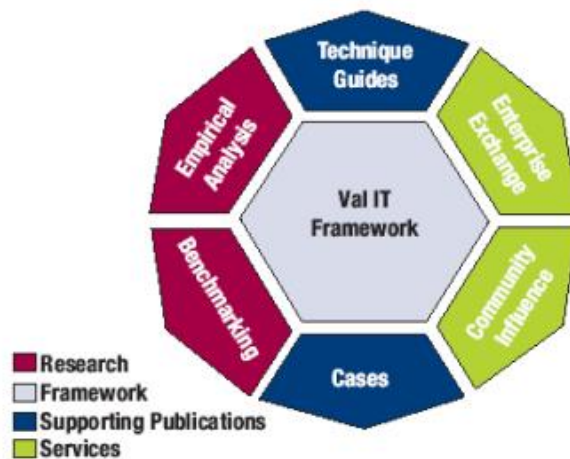 Technique
Guides
Empirical
Analysis
Enterprise
Exchange
Val IT
Framework
Benchmarking
Community
Influence
Cases
Research
Framework
Supporting Publications
Services